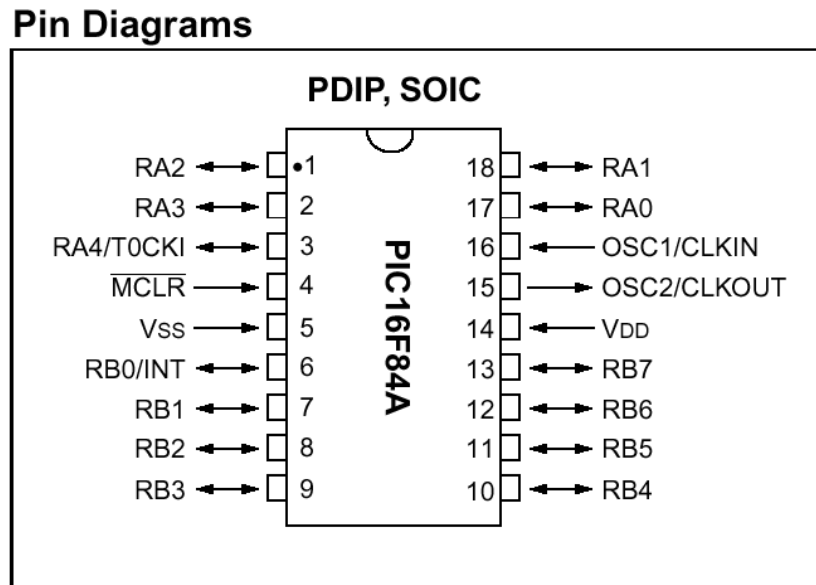 Pin Diagrams
PDIP, SOIC
RA2 •1 18 RA1
RA3 2 17 RA0
RA4/T0CKI 3 16 OSC1/CLKIN
MCLR 4 15 OSC2/CLKOUT
VSS 5 14 VDD
RB0/INT 6 13 RB7
RB1 7 12 RB6
RB2 8 11 RB5
RB3 9 10 RB4
PIC16F84A